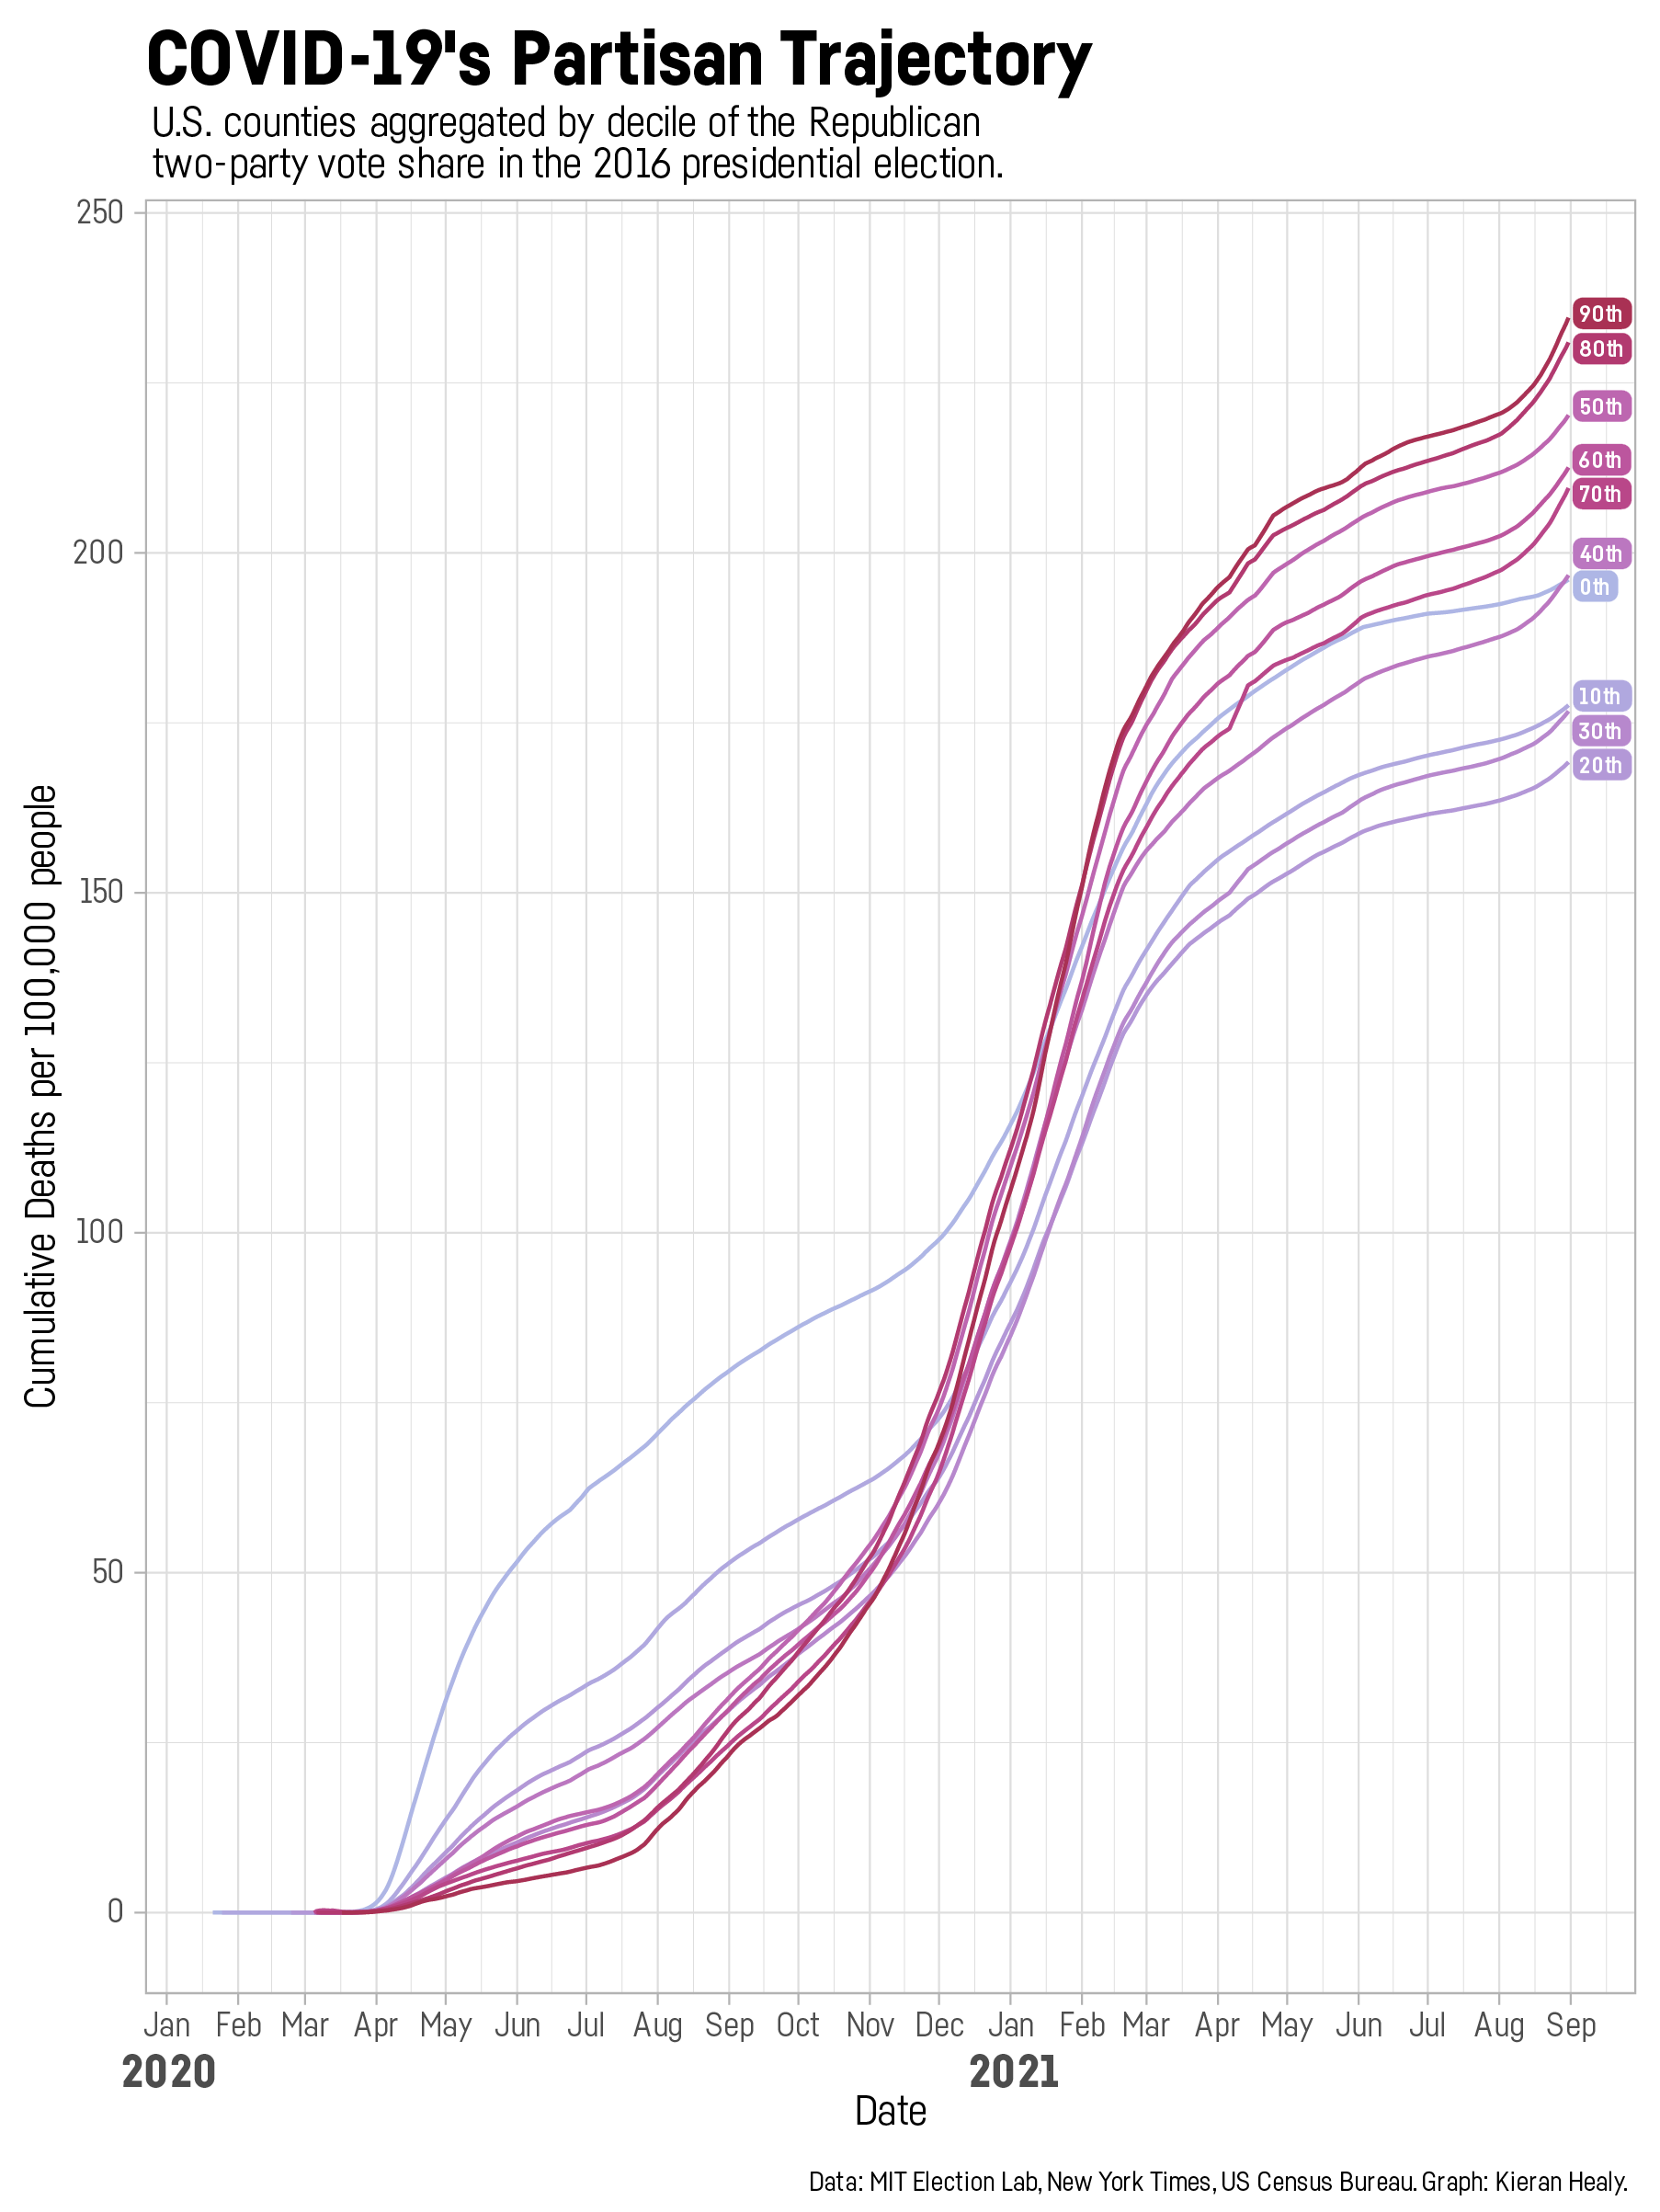 COVID-19's Partisan Trajectory
U.S. counties aggregated by decile of the Republican
two-party vote share in the 2016 presidential election.
Cumulative Deaths per 100,000 people
250
200
150
100
50
0
90th
80th
50th
60th
70th
40th
0th
10th
30th
20th
Jan Feb Mar Apr May Jun Jul Aug Sep Oct Nov Dec Jan Feb Mar Apr May Jun Jul Aug Sep
2020 2021
Date
Data: MIT Election Lab, New York Times, US Census Bureau. Graph: Kieran Healy.